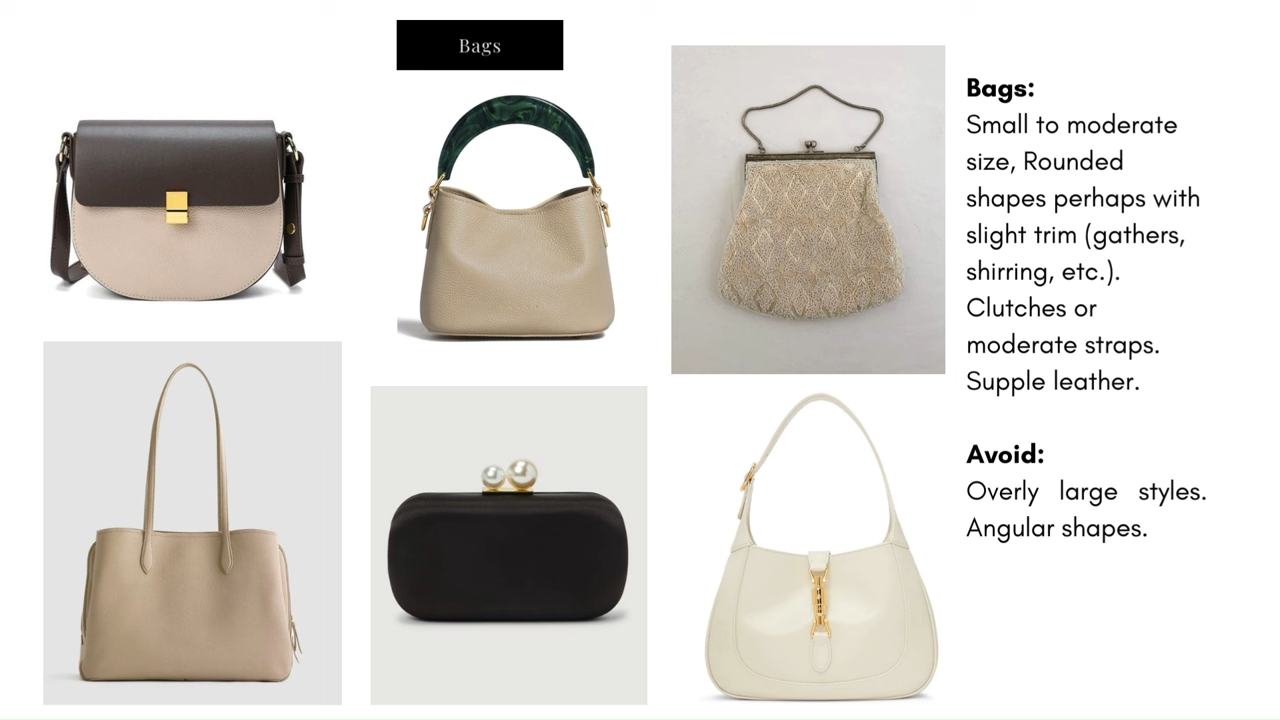 Bags
Bags:
Small to moderate
size, Rounded
shapes perhaps with
slight trim (gathers,
shirring, etc.).
Clutches or
moderate straps.
Supple leather.
Avoid:
Overly large styles.
Angular shapes.